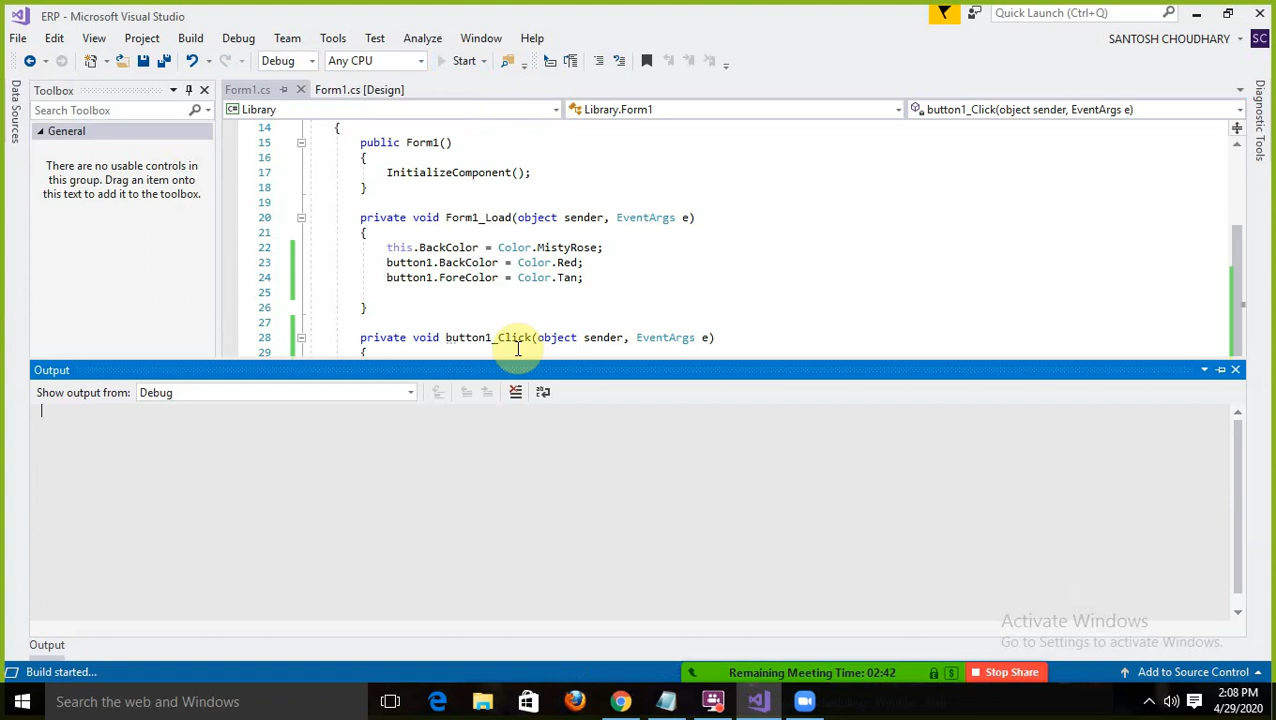 ERP - Microsoft Visual Studio
Quick Launch (Ctrl+Q)
File Edit View Project Build Debug Team Tools Test Analyze Window Help
SANTOSH CHOUDHARY SC
Debug Any CPU Start
Data Sources
Toolbox
Search Toolbox
General
There are no usable controls in
this group. Drag an item onto
this text to add it to the toolbox.
Form1.cs Form1.cs [Design]
Library Library.Form1 button1_Click(object sender, EventArgs e)
Diagnostic Tools
14 {
15 public Form1()
16 {
17 InitializeComponent();
18 }
19
20 private void Form1_Load(object sender, EventArgs e)
21 {
22 this.BackColor = Color.MistyRose;
23 button1.BackColor = Color.Red;
24 button1.ForeColor = Color.Tan;
25
26 }
27
28 private void button1_Click(object sender, EventArgs e)
29 {
Output
Show output from: Debug
Activate Windows
Go to Settings to activate Windows.
Output
Build started...
Remaining Meeting Time: 02:42
Stop Share
Add to Source Control
Search the web and Windows
2:08 PM
4/29/2020